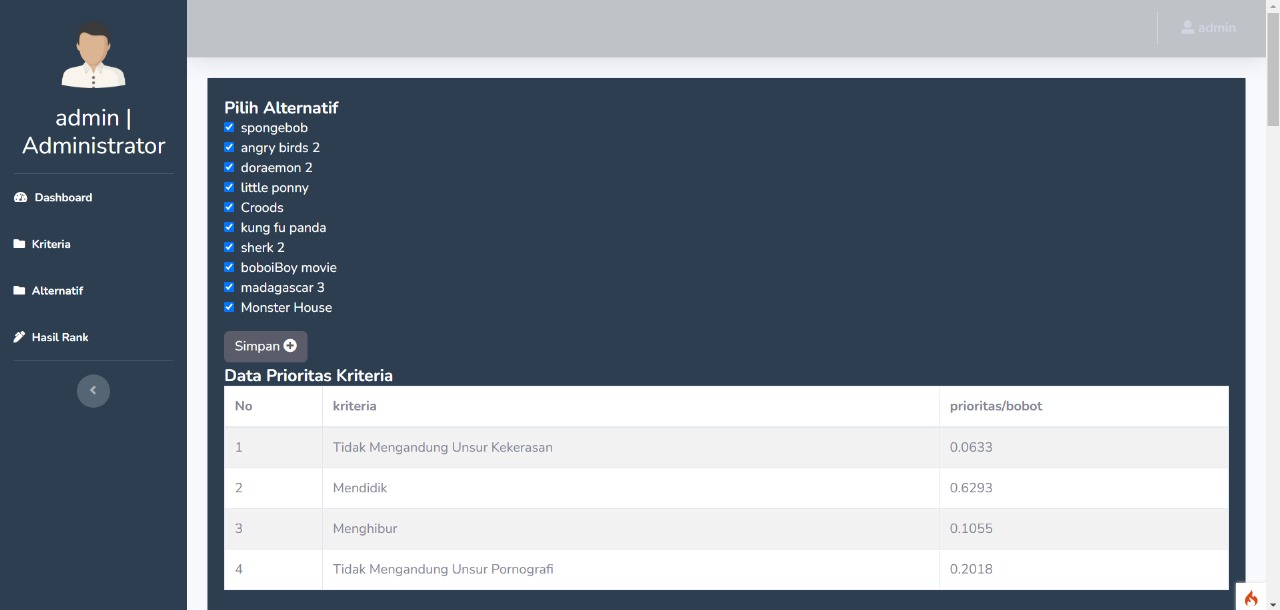 admin |
Administrator
Dashboard
Kriteria
Alternatif
Hasil Rank
admin
Pilih Alternatif
spongebob
angry birds 2
doraemon 2
little ponny
Croods
kung fu panda
sherk 2
boboiBoy movie
madagascar 3
Monster House
Simpan
Data Prioritas Kriteria
No kriteria prioritas/bobot
1 Tidak Mengandung Unsur Kekerasan 0.0633
2 Mendidik 0.6293
3 Menghibur 0.1055
4 Tidak Mengandung Unsur Pornografi 0.2018